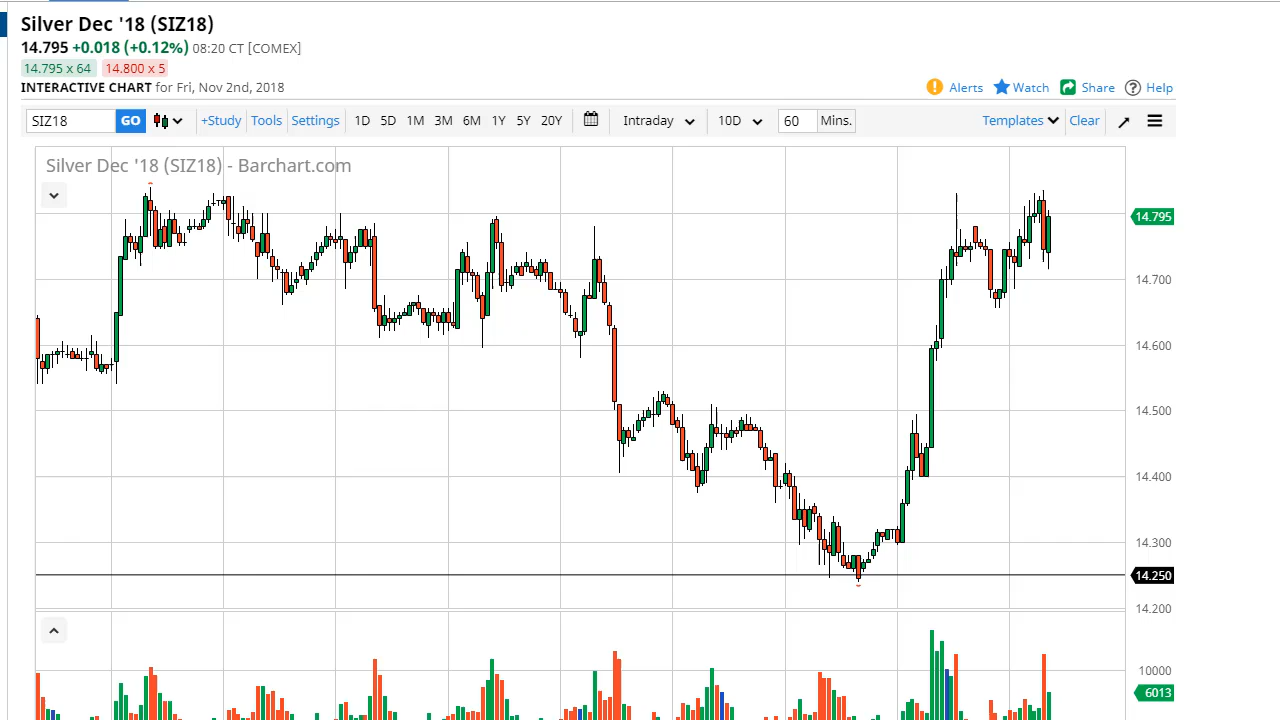 Silver Dec '18 (SIZ18)
14.795 +0.018 (+0.12%) 08:20 CT [COMEX]
14.795 x 64 14.800 x 5
INTERACTIVE CHART for Fri, Nov 2nd, 2018
Alerts Watch Share Help
SIZ18 GO +Study Tools Settings 1D 5D 1M 3M 6M 1Y 5Y 20Y Intraday 10D 60 Mins. Templates Clear
Silver Dec '18 (SIZ18) - Barchart.com
14.795
14.700
14.600
14.500
14.400
14.300
14.250
14.200
10000
6013